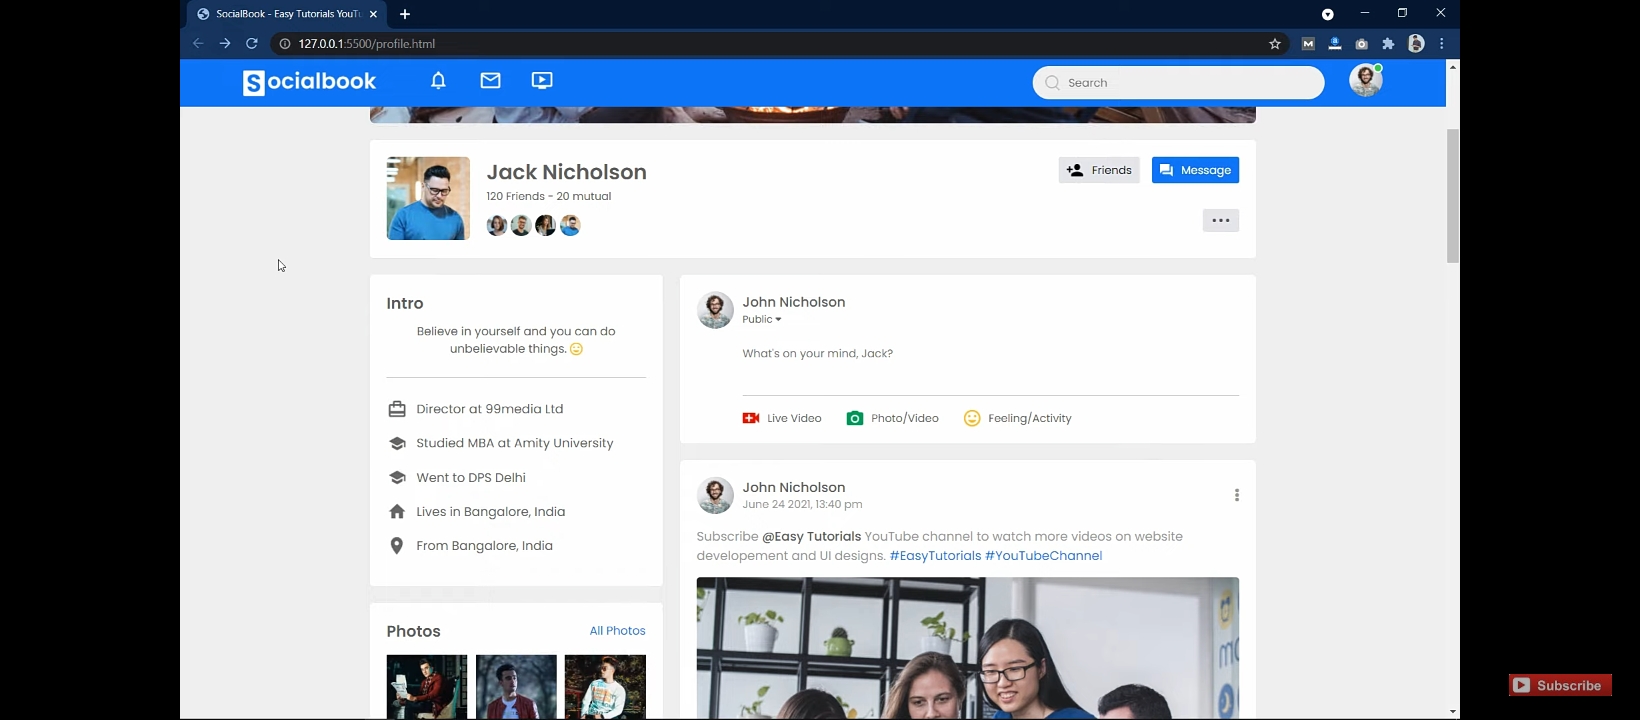 SocialBook - Easy Tutorials YouTu
127.0.0.1:5500/profile.html
Socialbook
Search
Jack Nicholson
120 Friends - 20 mutual
Friends
Message
Intro
Believe in yourself and you can do
unbelievable things.
Director at 99media Ltd
Studied MBA at Amity University
Went to DPS Delhi
Lives in Bangalore, India
From Bangalore, India
Photos
All Photos
John Nicholson
Public
What's on your mind, Jack?
Live Video
Photo/Video
Feeling/Activity
John Nicholson
June 24 2021, 13:40 pm
Subscribe @Easy Tutorials YouTube channel to watch more videos on website
developement and UI designs. #EasyTutorials #YouTubeChannel
Subscribe